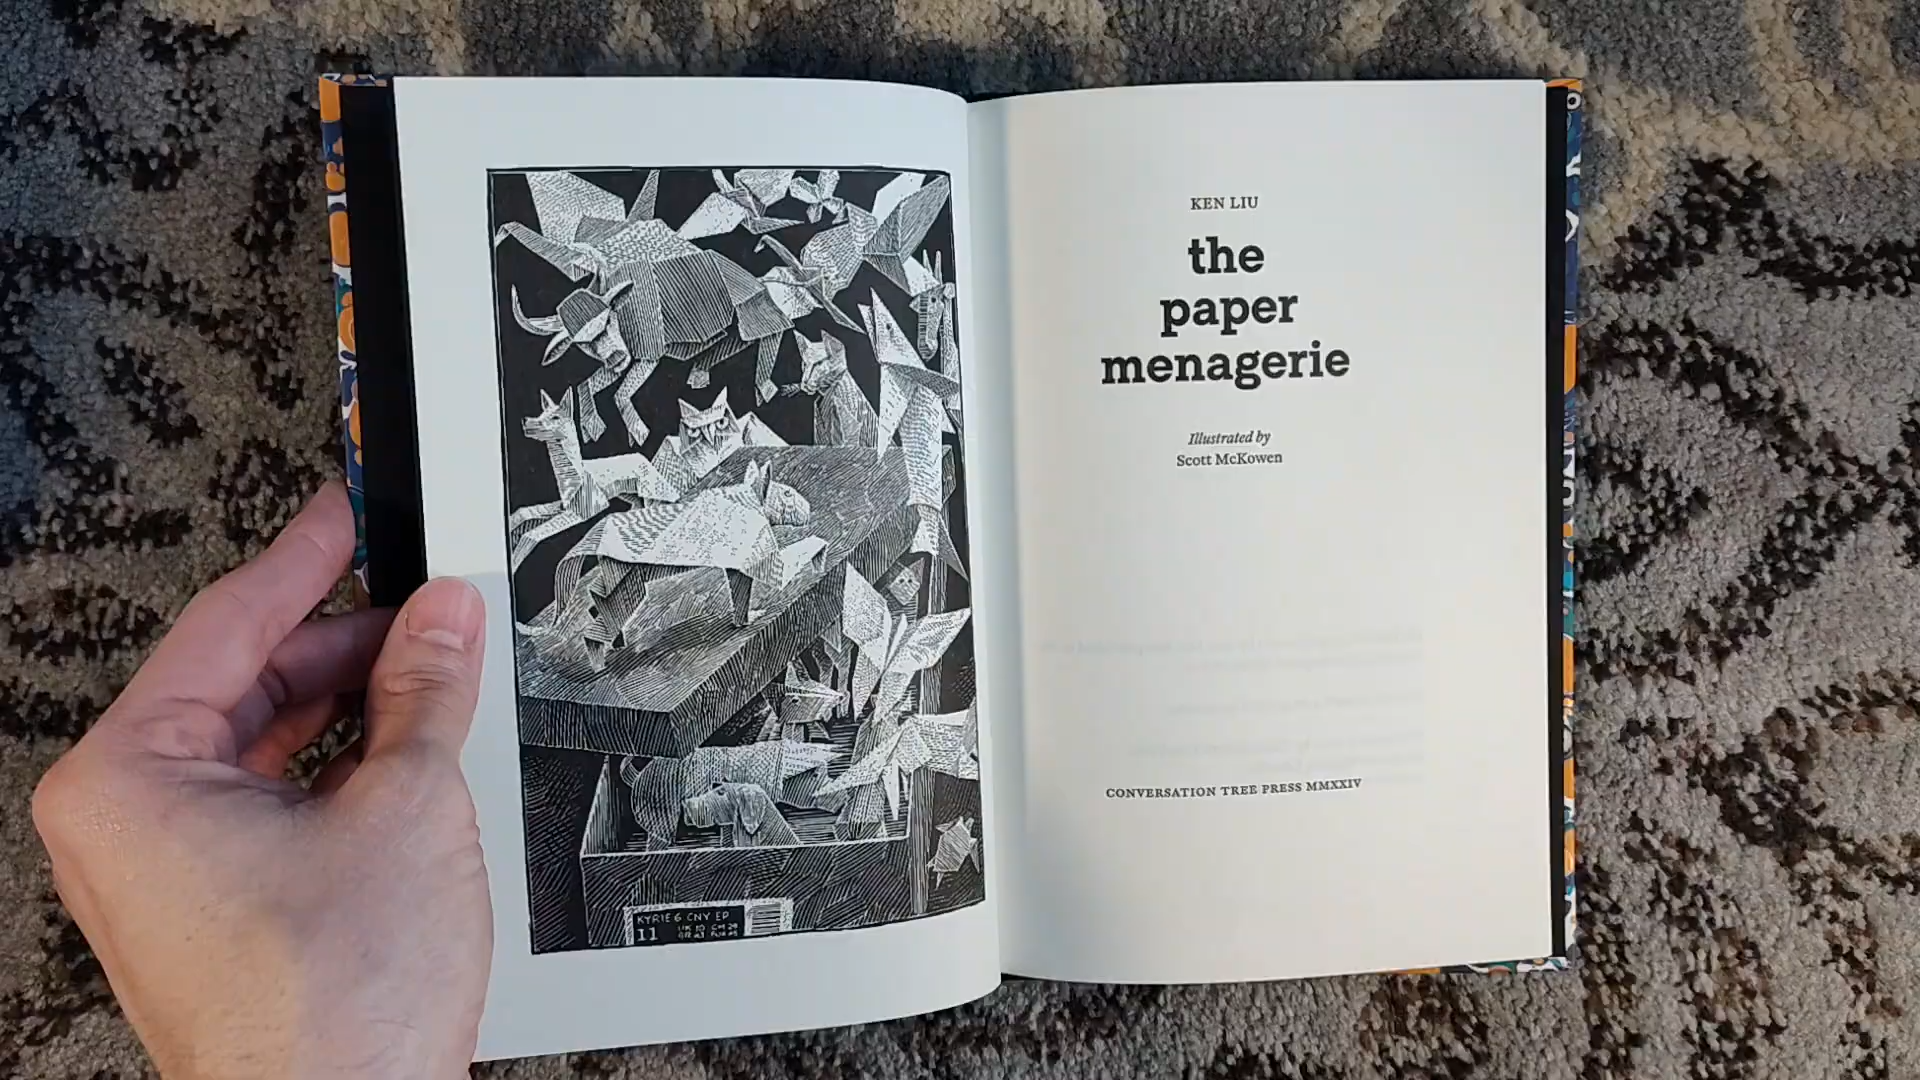 KYRIE 6 CNY EP
11
KEN LIU
the
paper
menagerie
Illustrated by
Scott McKowen
CONVERSATION TREE PRESS MMXXIV